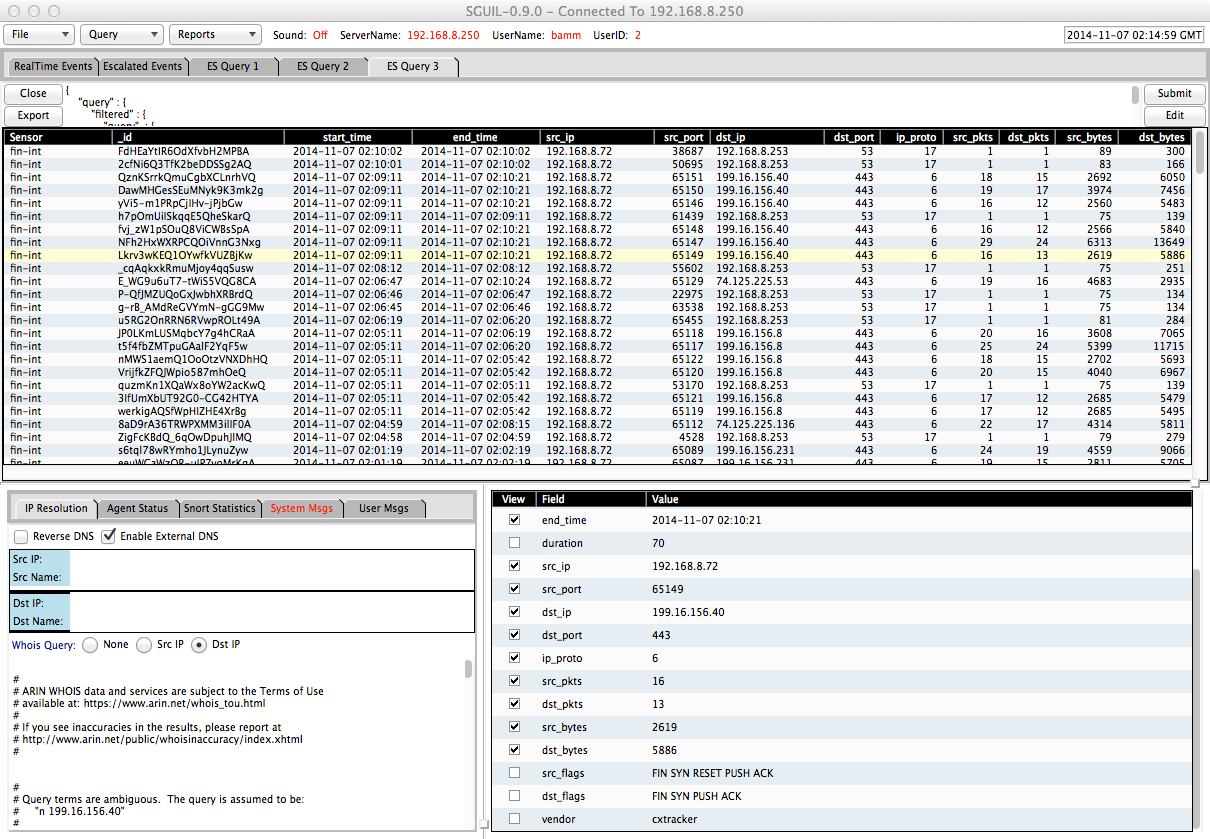 SGUIL-0.9.0 - Connected To 192.168.8.250
File Query Reports Sound: Off ServerName: 192.168.8.250 UserName: bamm UserID: 2 2014-11-07 02:14:59 GMT
RealTime Events Escalated Events ES Query 1 ES Query 2 ES Query 3
Close { Submit
"query" : {
Export "filtered" : { Edit
Sensor _id start_time end_time src_ip src_port dst_ip dst_port ip_proto src_pkts dst_pkts src_bytes dst_bytes
fin-int FdHEaYtlR6OdXfvbH2MPBA 2014-11-07 02:10:02 2014-11-07 02:10:02 192.168.8.72 38687 192.168.8.253 53 17 1 1 89 300
fin-int 2cfNi6Q3TfK2beDDSSg2AQ 2014-11-07 02:10:01 2014-11-07 02:10:02 192.168.8.72 50695 192.168.8.253 53 17 1 1 83 166
fin-int QznKSrrkQmuCgbXCLnrhVQ 2014-11-07 02:09:11 2014-11-07 02:10:21 192.168.8.72 65151 199.16.156.40 443 6 18 15 2692 6050
fin-int DawMHGesSEuMNyk9K3mk2g 2014-11-07 02:09:11 2014-11-07 02:10:21 192.168.8.72 65150 199.16.156.40 443 6 19 17 3974 7456
fin-int yVi5-m1PRpCjlHv-jPjbGw 2014-11-07 02:09:11 2014-11-07 02:10:21 192.168.8.72 65146 199.16.156.40 443 6 16 12 2560 5483
fin-int h7pOmUilSkqqE5QheSkarQ 2014-11-07 02:09:11 2014-11-07 02:09:11 192.168.8.72 61439 192.168.8.253 53 17 1 1 75 139
fin-int fvj_zW1pSOuQ8ViCWBsSpA 2014-11-07 02:09:11 2014-11-07 02:10:21 192.168.8.72 65148 199.16.156.40 443 6 16 12 2566 5840
fin-int NFh2HxWXRPCQOiVnnG3Nxg 2014-11-07 02:09:11 2014-11-07 02:10:21 192.168.8.72 65147 199.16.156.40 443 6 29 24 6313 13649
fin-int Lkrv3wKEQ1OYwfkVUZBjKw 2014-11-07 02:09:11 2014-11-07 02:10:21 192.168.8.72 65149 199.16.156.40 443 6 16 13 2619 5886
fin-int _cqAqkxkRmuMjoy4qqSusw 2014-11-07 02:08:12 2014-11-07 02:08:12 192.168.8.72 55602 192.168.8.253 53 17 1 1 75 251
fin-int E_WG9u6uT7-tWiS5VQG8CA 2014-11-07 02:06:47 2014-11-07 02:10:24 192.168.8.72 65129 74.125.225.53 443 6 19 16 4683 2935
fin-int P-QfJMZUQoGxJwbhXRBrdQ 2014-11-07 02:06:46 2014-11-07 02:06:47 192.168.8.72 22975 192.168.8.253 53 17 1 1 75 134
fin-int g-rB_AMdReGVYmN-gGG9Mw 2014-11-07 02:06:45 2014-11-07 02:06:46 192.168.8.72 63538 192.168.8.253 53 17 1 1 75 134
fin-int u5RG2OnRRN6RVwpROLt49A 2014-11-07 02:06:19 2014-11-07 02:06:20 192.168.8.72 65455 192.168.8.253 53 17 1 1 81 284
fin-int JP0LKmLUSMqbcY7g4hCRaA 2014-11-07 02:05:11 2014-11-07 02:06:19 192.168.8.72 65118 199.16.156.8 443 6 20 16 3608 7065
fin-int t5f4fbZMTpuGAalF2YqF5w 2014-11-07 02:05:11 2014-11-07 02:06:20 192.168.8.72 65117 199.16.156.8 443 6 25 24 5399 11715
fin-int nMWS1aemQ1OoOtzVNXDhHQ 2014-11-07 02:05:11 2014-11-07 02:05:42 192.168.8.72 65122 199.16.156.8 443 6 18 15 2702 5693
fin-int VrijfkZFQJWpio587mhOeQ 2014-11-07 02:05:11 2014-11-07 02:05:42 192.168.8.72 65120 199.16.156.8 443 6 20 15 4040 6967
fin-int quzmKn1XQaWx8oYW2acKwQ 2014-11-07 02:05:11 2014-11-07 02:05:11 192.168.8.72 53170 192.168.8.253 53 17 1 1 75 139
fin-int 3lfUmXbUT92G0-CG42HTYA 2014-11-07 02:05:11 2014-11-07 02:05:42 192.168.8.72 65121 199.16.156.8 443 6 17 12 2685 5479
fin-int werkigAQSfWpHlZHE4XrBg 2014-11-07 02:05:11 2014-11-07 02:05:42 192.168.8.72 65119 199.16.156.8 443 6 17 12 2685 5495
fin-int 8aD9rA36TRWPXMM3illF0A 2014-11-07 02:04:59 2014-11-07 02:08:15 192.168.8.72 65112 74.125.225.136 443 6 22 17 4314 5811
fin-int ZigFcKBdQ_6qOwDpuhJlMQ 2014-11-07 02:04:58 2014-11-07 02:04:59 192.168.8.72 4528 192.168.8.253 53 17 1 1 79 279
fin-int s6tqI78wRYmho1JLynuZyw 2014-11-07 02:01:19 2014-11-07 02:02:19 192.168.8.72 65089 199.16.156.231 443 6 24 19 4559 9066
fin-int 2014-11-07 02:01:19 2014-11-07 02:02:19 192.168.8.72 65087 199.16.156.231 443 6 19 15 2811 5705
IP Resolution Agent Status Snort Statistics System Msgs User Msgs
Reverse DNS Enable External DNS
Src IP:
Src Name:
Dst IP:
Dst Name:
Whois Query: None Src IP Dst IP
#
# ARIN WHOIS data and services are subject to the Terms of Use
# available at: https://www.arin.net/whois_tou.html
#
# If you see inaccuracies in the results, please report at
# http://www.arin.net/public/whoisinaccuracy/index.xhtml
#
#
# Query terms are ambiguous. The query is assumed to be:
# "n 199.16.156.40"
#
View Field Value
end_time 2014-11-07 02:10:21
duration 70
src_ip 192.168.8.72
src_port 65149
dst_ip 199.16.156.40
dst_port 443
ip_proto 6
src_pkts 16
dst_pkts 13
src_bytes 2619
dst_bytes 5886
src_flags FIN SYN RESET PUSH ACK
dst_flags FIN SYN PUSH ACK
vendor cxtracker